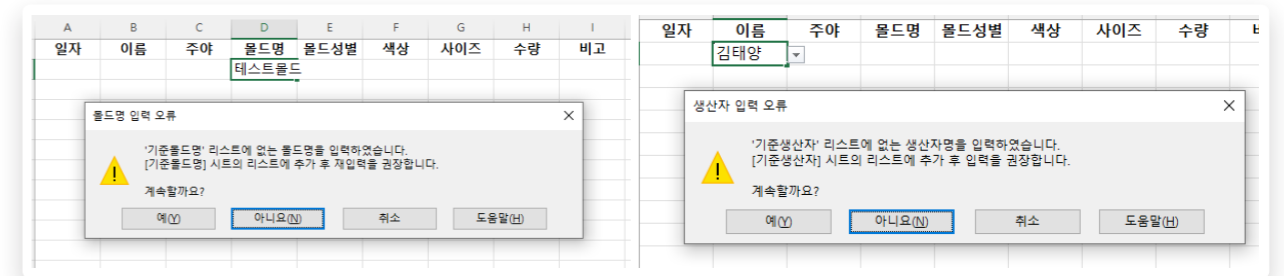 A B C D E F G H I
일자 이름 주야 몰드명 몰드성별 색상 사이즈 수량 비고
테스트몰드
몰드명 입력 오류
'기준몰드명' 리스트에 없는 몰드명을 입력하였습니다.
[기준몰드명] 시트의 리스트에 추가 후 재입력을 권장합니다.
계속할까요?
예(Y) 아니요(N) 취소 도움말(H)
일자 이름 주야 몰드명 몰드성별 색상 사이즈 수량
김태양
생산자 입력 오류
'기준생산자' 리스트에 없는 생산자명을 입력하였습니다.
[기준생산자] 시트의 리스트에 추가 후 입력을 권장합니다.
계속할까요?
예(Y) 아니요(N) 취소 도움말(H)